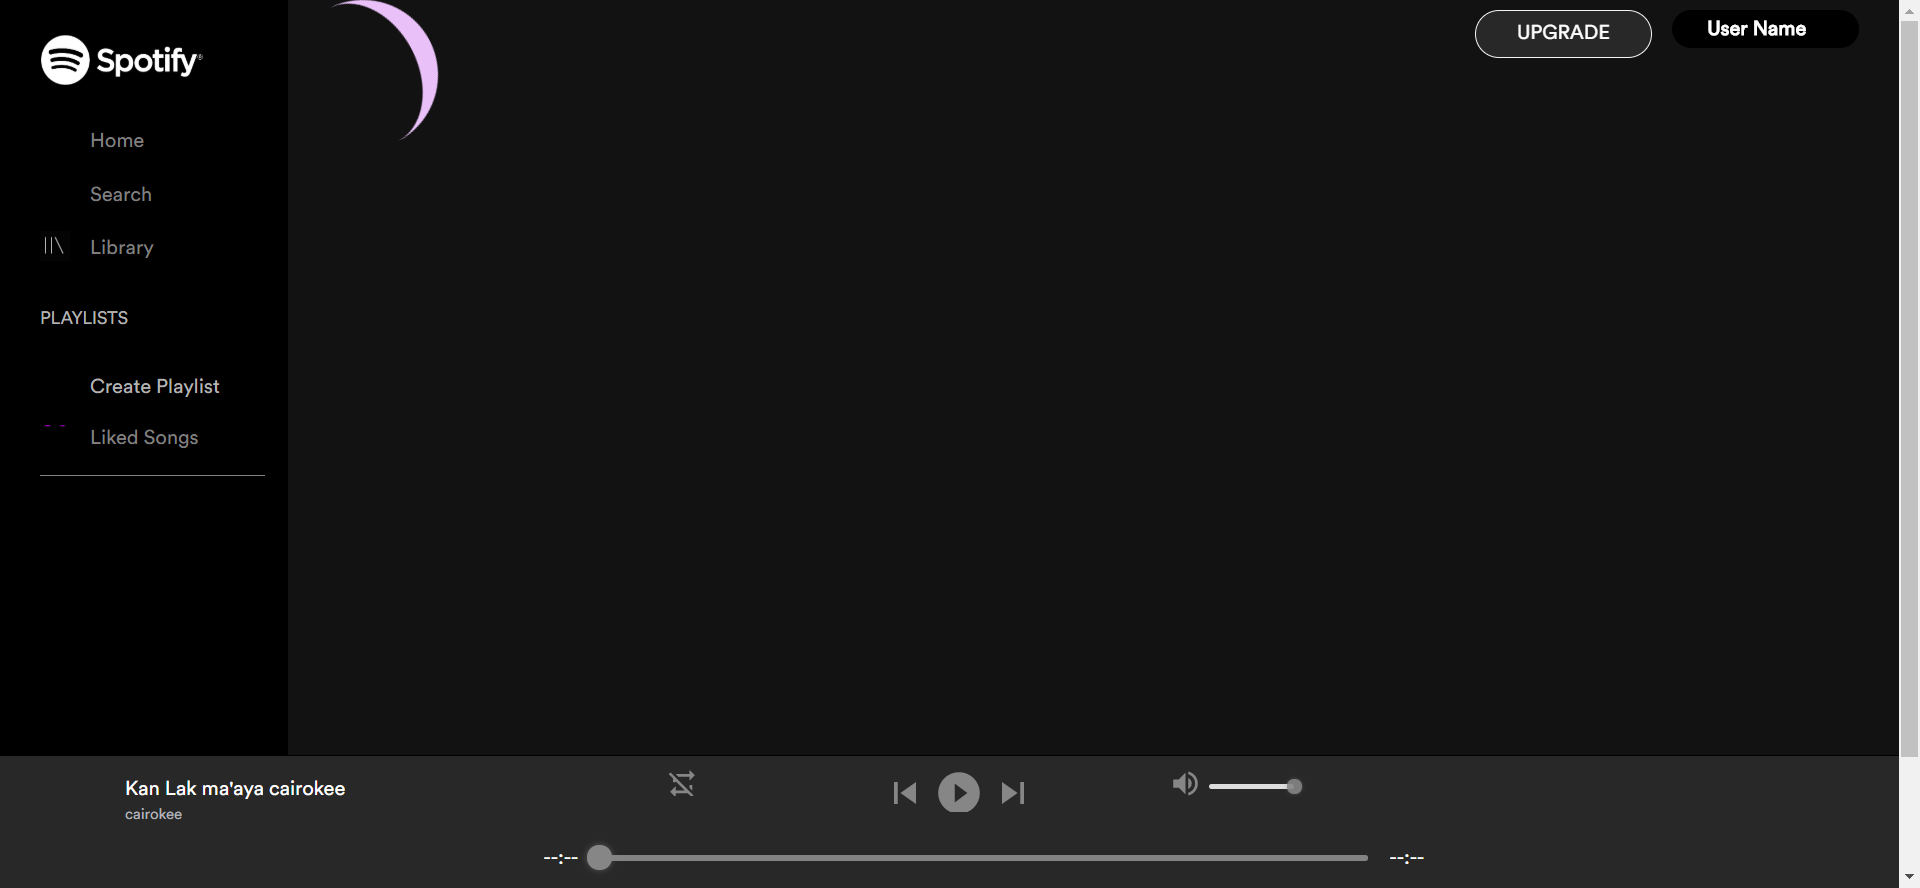 Spotify®
UPGRADE
User Name
Home
Search
Library
PLAYLISTS
Create Playlist
Liked Songs
Kan Lak ma'aya cairokee
cairokee
--:--
--:--